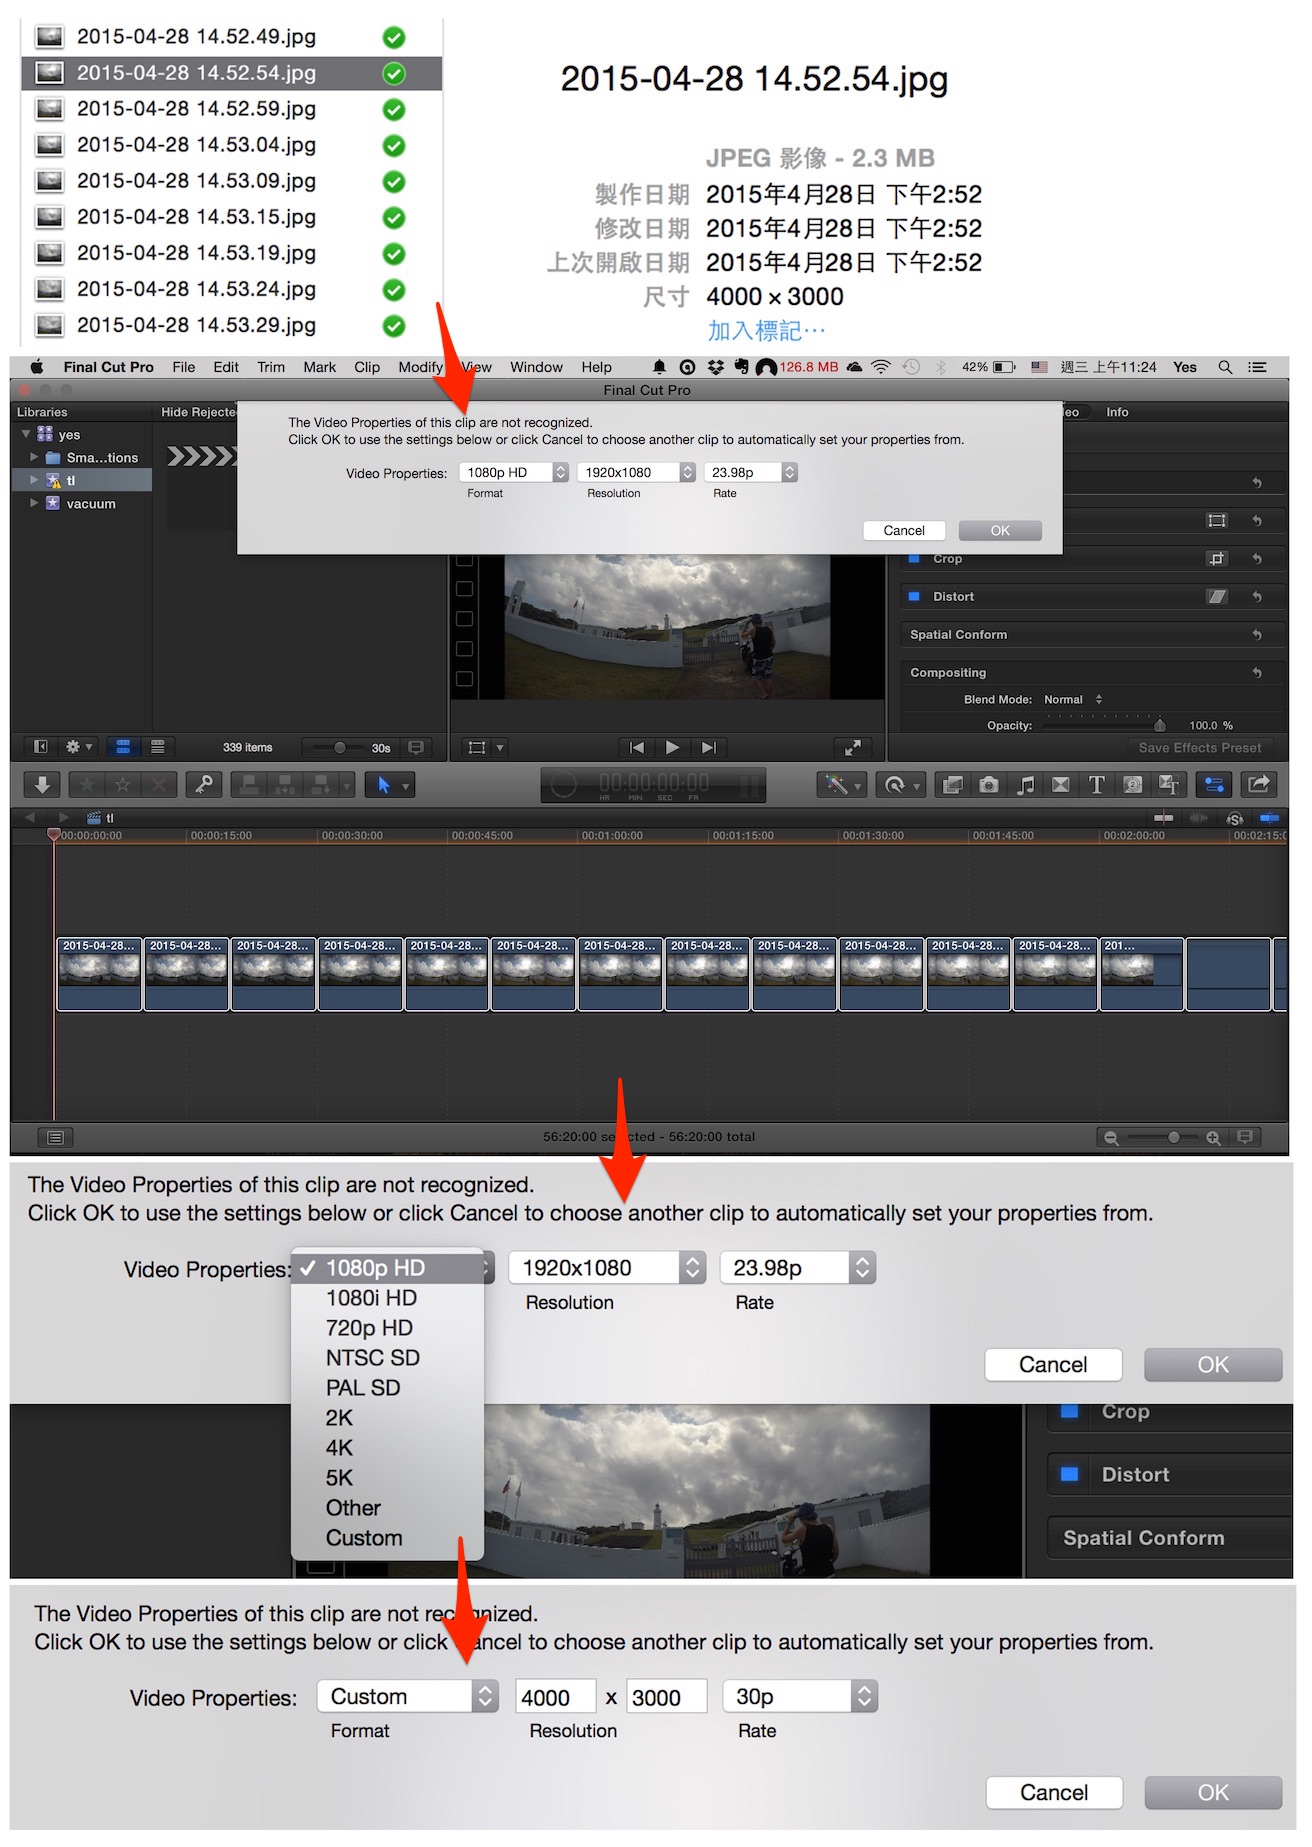 2015-04-28 14.52.49.jpg
2015-04-28 14.52.54.jpg
2015-04-28 14.52.59.jpg
2015-04-28 14.53.04.jpg
2015-04-28 14.53.09.jpg
2015-04-28 14.53.15.jpg
2015-04-28 14.53.19.jpg
2015-04-28 14.53.24.jpg
2015-04-28 14.53.29.jpg
2015-04-28 14.52.54.jpg
JPEG 影像 - 2.3 MB
製作日期 2015年4月28日 下午2:52
修改日期 2015年4月28日 下午2:52
上次開啟日期 2015年4月28日 下午2:52
尺寸 4000 × 3000
加入標記…
Final Cut Pro File Edit Trim Mark Clip Modify View Window Help 126.8 MB 42% 週三 上午11:24 Yes
Final Cut Pro
Libraries Hide Rejecte eo Info
The Video Properties of this clip are not recognized.
Click OK to use the settings below or click Cancel to choose another clip to automatically set your properties from.
Video Properties: 1080p HD 1920x1080 23.98p
Format Resolution Rate
Cancel OK
yes
Sma...tions
tl
vacuum
Crop
Distort
Spatial Conform
Compositing
Blend Mode: Normal
Opacity: 100.0 %
339 items 30s Save Effects Preset
00:00:00:00
HR MIN SEC FR
tl
00:00:00:00 00:00:15:00 00:00:30:00 00:00:45:00 00:01:00:00 00:01:15:00 00:01:30:00 00:01:45:00 00:02:00:00 00:02:15:0
2015-04-28... 2015-04-28... 2015-04-28... 2015-04-28... 2015-04-28... 2015-04-28... 2015-04-28... 2015-04-28... 2015-04-28... 2015-04-28... 2015-04-28... 2015-04-28... 201...
56:20:00 se cted - 56:20:00 total
The Video Properties of this clip are not recognized.
Click OK to use the settings below or click Cancel to choose another clip to automatically set your properties from.
Video Properties: ✓ 1080p HD 1920x1080 23.98p
Resolution Rate
1080i HD
720p HD
NTSC SD
PAL SD
2K
4K
5K
Other
Custom
Cancel OK
Crop
Distort
Spatial Conform
The Video Properties of this clip are not rec gnized.
Click OK to use the settings below or click ancel to choose another clip to automatically set your properties from.
Video Properties: Custom 4000 x 3000 30p
Format Resolution Rate
Cancel OK